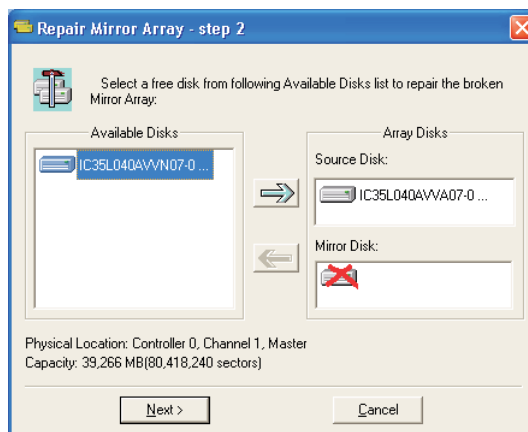 Repair Mirror Array - step 2
Select a free disk from following Available Disks list to repair the broken
Mirror Array:
Available Disks
IC35L040AVVN07-0 ...
Array Disks
Source Disk:
IC35L040AVVA07-0 ...
Mirror Disk:
Physical Location: Controller 0, Channel 1, Master
Capacity: 39,266 MB(80,418,240 sectors)
Next >
Cancel